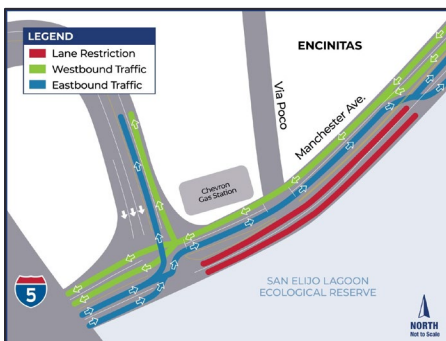 LEGEND
Lane Restriction
Westbound Traffic
Eastbound Traffic
ENCINITAS
Via Poco
Manchester Ave.
Chevron
Gas Station
SAN ELIJO LAGOON
ECOLOGICAL RESERVE
5
NORTH
Not to Scale